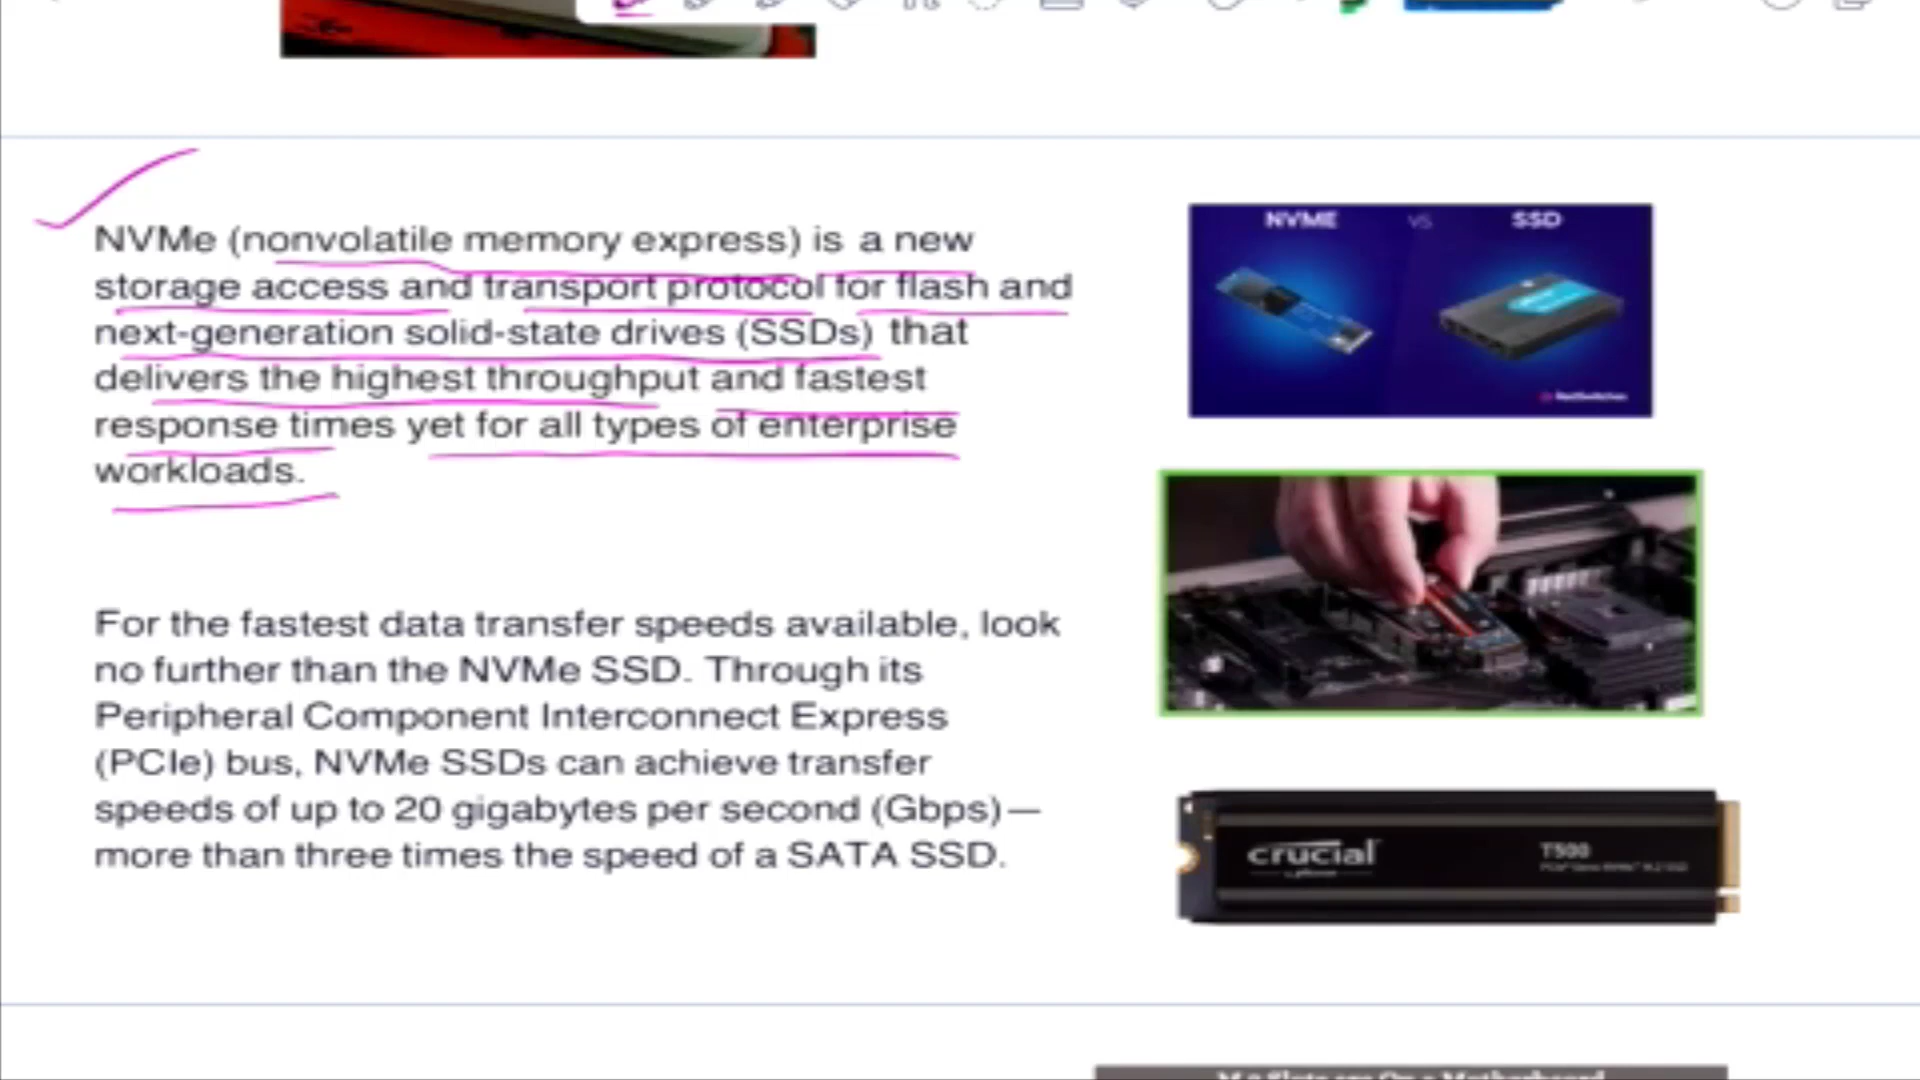 NVMe (nonvolatile memory express) is a new
storage access and transport protocol for flash and
next-generation solid-state drives (SSDs) that
delivers the highest throughput and fastest
response times yet for all types of enterprise
workloads.
For the fastest data transfer speeds available, look
no further than the NVMe SSD. Through its
Peripheral Component Interconnect Express
(PCIe) bus, NVMe SSDs can achieve transfer
speeds of up to 20 gigabytes per second (Gbps)—
more than three times the speed of a SATA SSD.
NVME VS SSD
RedSwitches
crucial
T500